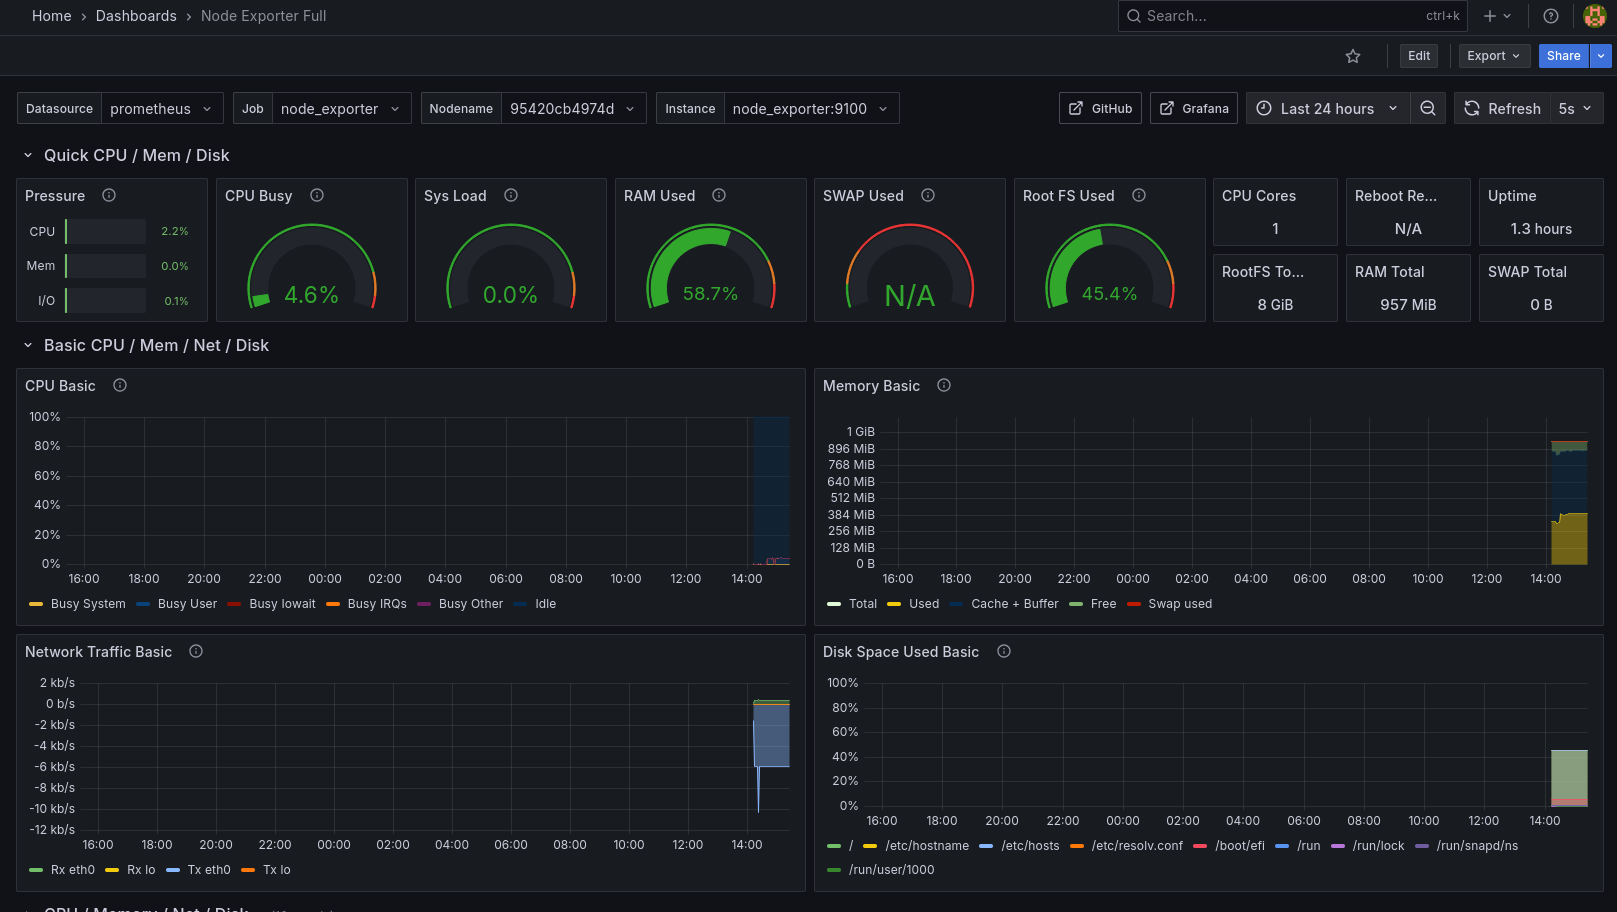 Home › Dashboards › Node Exporter Full
Search... ctrl+k
Edit Export Share
Datasource prometheus Job node_exporter Nodename 95420cb4974d Instance node_exporter:9100 GitHub Grafana Last 24 hours Refresh 5s
Quick CPU / Mem / Disk
Pressure
CPU 2.2%
Mem 0.0%
I/O 0.1%
CPU Busy
4.6%
Sys Load
0.0%
RAM Used
58.7%
SWAP Used
N/A
Root FS Used
45.4%
CPU Cores
1
Reboot Re...
N/A
Uptime
1.3 hours
RootFS To...
8 GiB
RAM Total
957 MiB
SWAP Total
0 B
Basic CPU / Mem / Net / Disk
CPU Basic
100%
80%
60%
40%
20%
0%
16:00 18:00 20:00 22:00 00:00 02:00 04:00 06:00 08:00 10:00 12:00 14:00
Busy System Busy User Busy Iowait Busy IRQs Busy Other Idle
Memory Basic
1 GiB
896 MiB
768 MiB
640 MiB
512 MiB
384 MiB
256 MiB
128 MiB
0 B
16:00 18:00 20:00 22:00 00:00 02:00 04:00 06:00 08:00 10:00 12:00 14:00
Total Used Cache + Buffer Free Swap used
Network Traffic Basic
2 kb/s
0 b/s
-2 kb/s
-4 kb/s
-6 kb/s
-8 kb/s
-10 kb/s
-12 kb/s
16:00 18:00 20:00 22:00 00:00 02:00 04:00 06:00 08:00 10:00 12:00 14:00
Rx eth0 Rx lo Tx eth0 Tx lo
Disk Space Used Basic
100%
80%
60%
40%
20%
0%
16:00 18:00 20:00 22:00 00:00 02:00 04:00 06:00 08:00 10:00 12:00 14:00
/ /etc/hostname /etc/hosts /etc/resolv.conf /boot/efi /run /run/lock /run/snapd/ns
/run/user/1000
CPU / Memory / Net / Disk